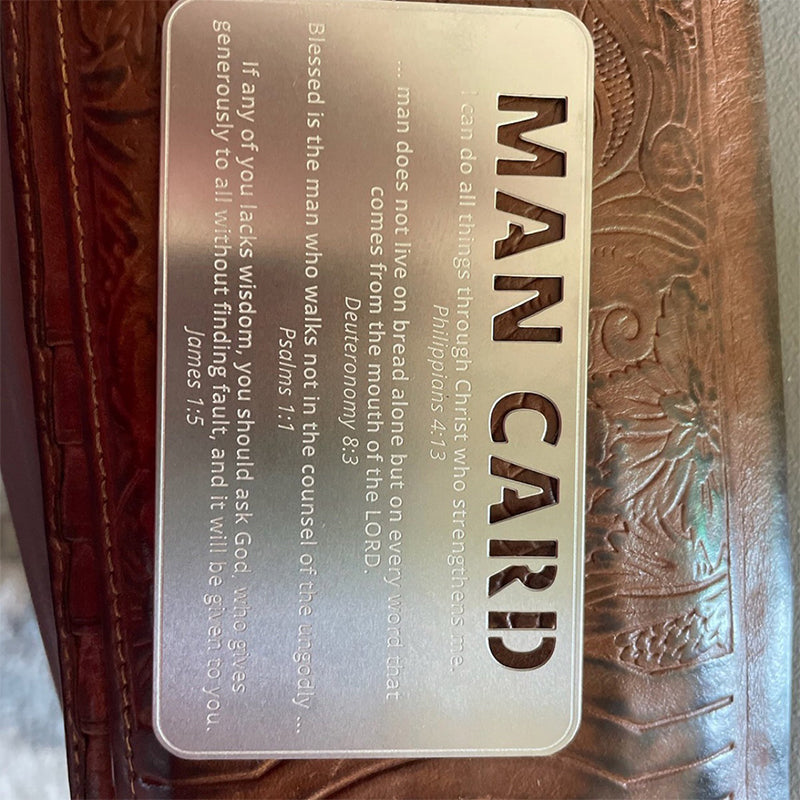 MAN CARD
I can do all things through Christ who strengthens me.
Philippians 4:13
... man does not live on bread alone but on every word that
comes from the mouth of the LORD.
Deuteronomy 8:3
Blessed is the man who walks not in the counsel of the ungodly ...
Psalms 1:1
If any of you lacks wisdom, you should ask God, who gives
generously to all without finding fault, and it will be given to you.
James 1:5